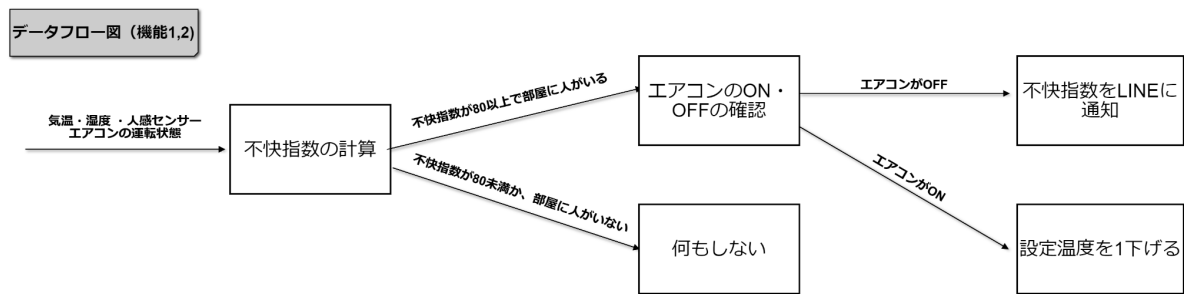 データフロー図（機能1,2)
気温・湿度 ・人感センサー
エアコンの運転状態
不快指数の計算
不快指数が80以上で部屋に人がいる
不快指数が80未満か、部屋に人がいない
エアコンのON・
OFFの確認
何もしない
エアコンがOFF
エアコンがON
不快指数をLINEに
通知
設定温度を1下げる